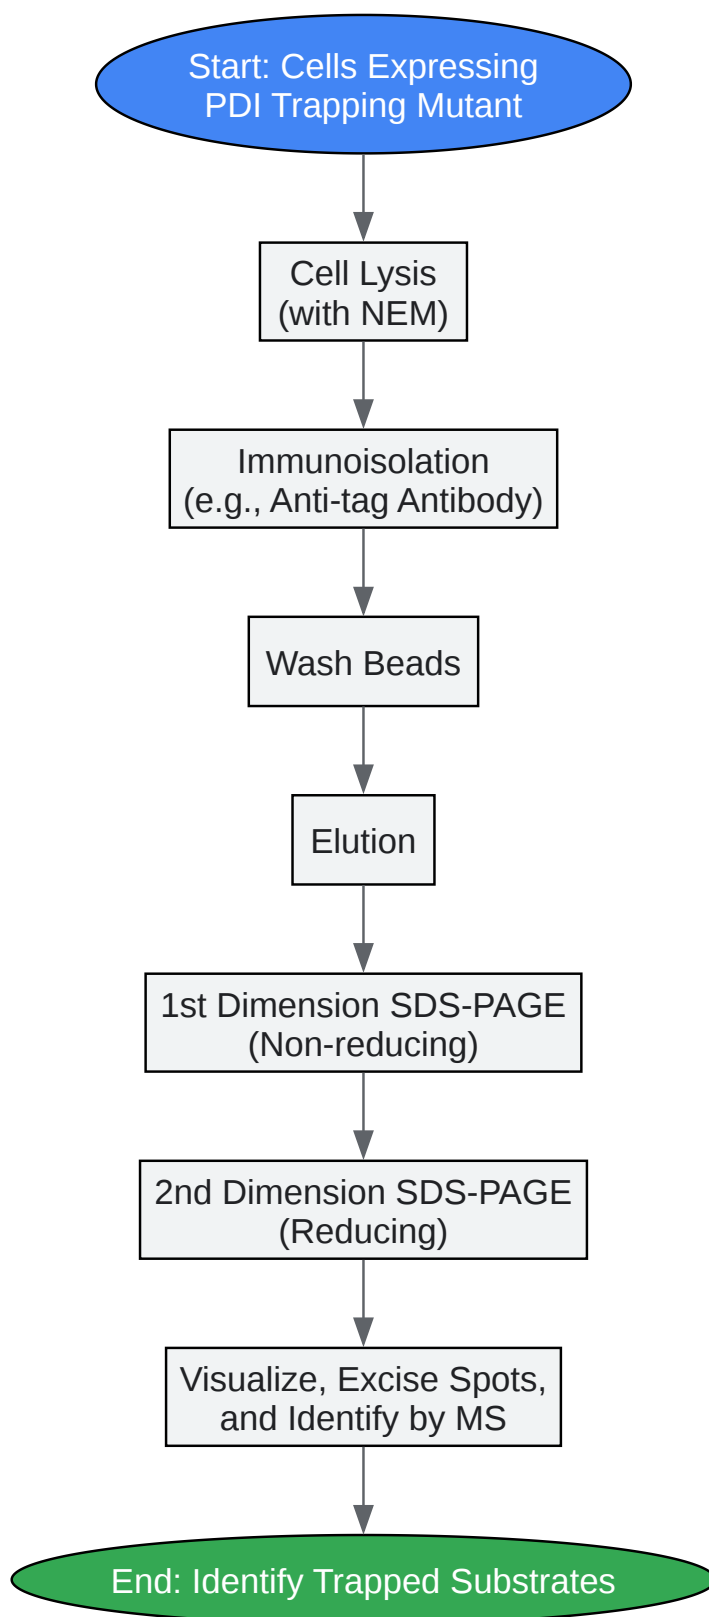 Start: Cells Expressing
PDI Trapping Mutant
Cell Lysis
(with NEM)
Immunoisolation
(e.g., Anti-tag Antibody)
Wash Beads
Elution
1st Dimension SDS-PAGE
(Non-reducing)
2nd Dimension SDS-PAGE
(Reducing)
Visualize, Excise Spots,
and Identify by MS
End: Identify Trapped Substrates